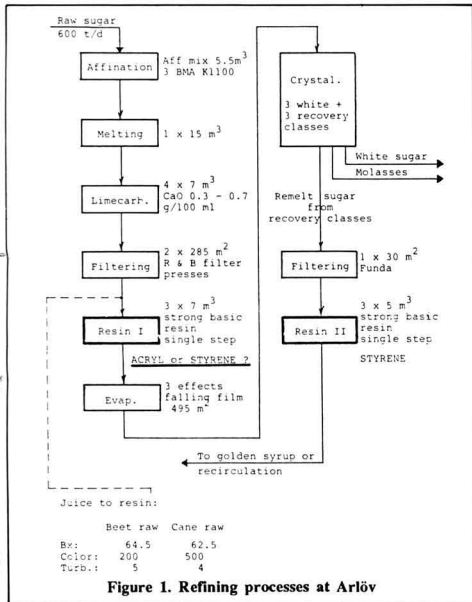 Raw sugar
600 t/d
Affination
Aff mix 5.5m³
3 BMA K1100
Melting
1 x 15 m³
Limecarb.
4 x 7 m³
CaO 0.3 - 0.7
g/100 ml
Filtering
2 x 285 m²
R & B filter
presses
Resin I
3 x 7 m³
strong basic
resin
single step
ACRYL or STYRENE ?
Evap.
3 effects
falling film
495 m²
Crystal.
3 white +
3 recovery
classes
White sugar
Molasses
Remelt sugar
from
recovery classes
Filtering
1 x 30 m²
Funda
Resin II
3 x 5 m³
strong basic
resin
single step
STYRENE
To golden syrup or
recirculation
Juice to resin:
Beet raw Cane raw
Bx: 64.5 62.5
Color: 200 500
Turb.: 5 4
Figure 1. Refining processes at Arlöv